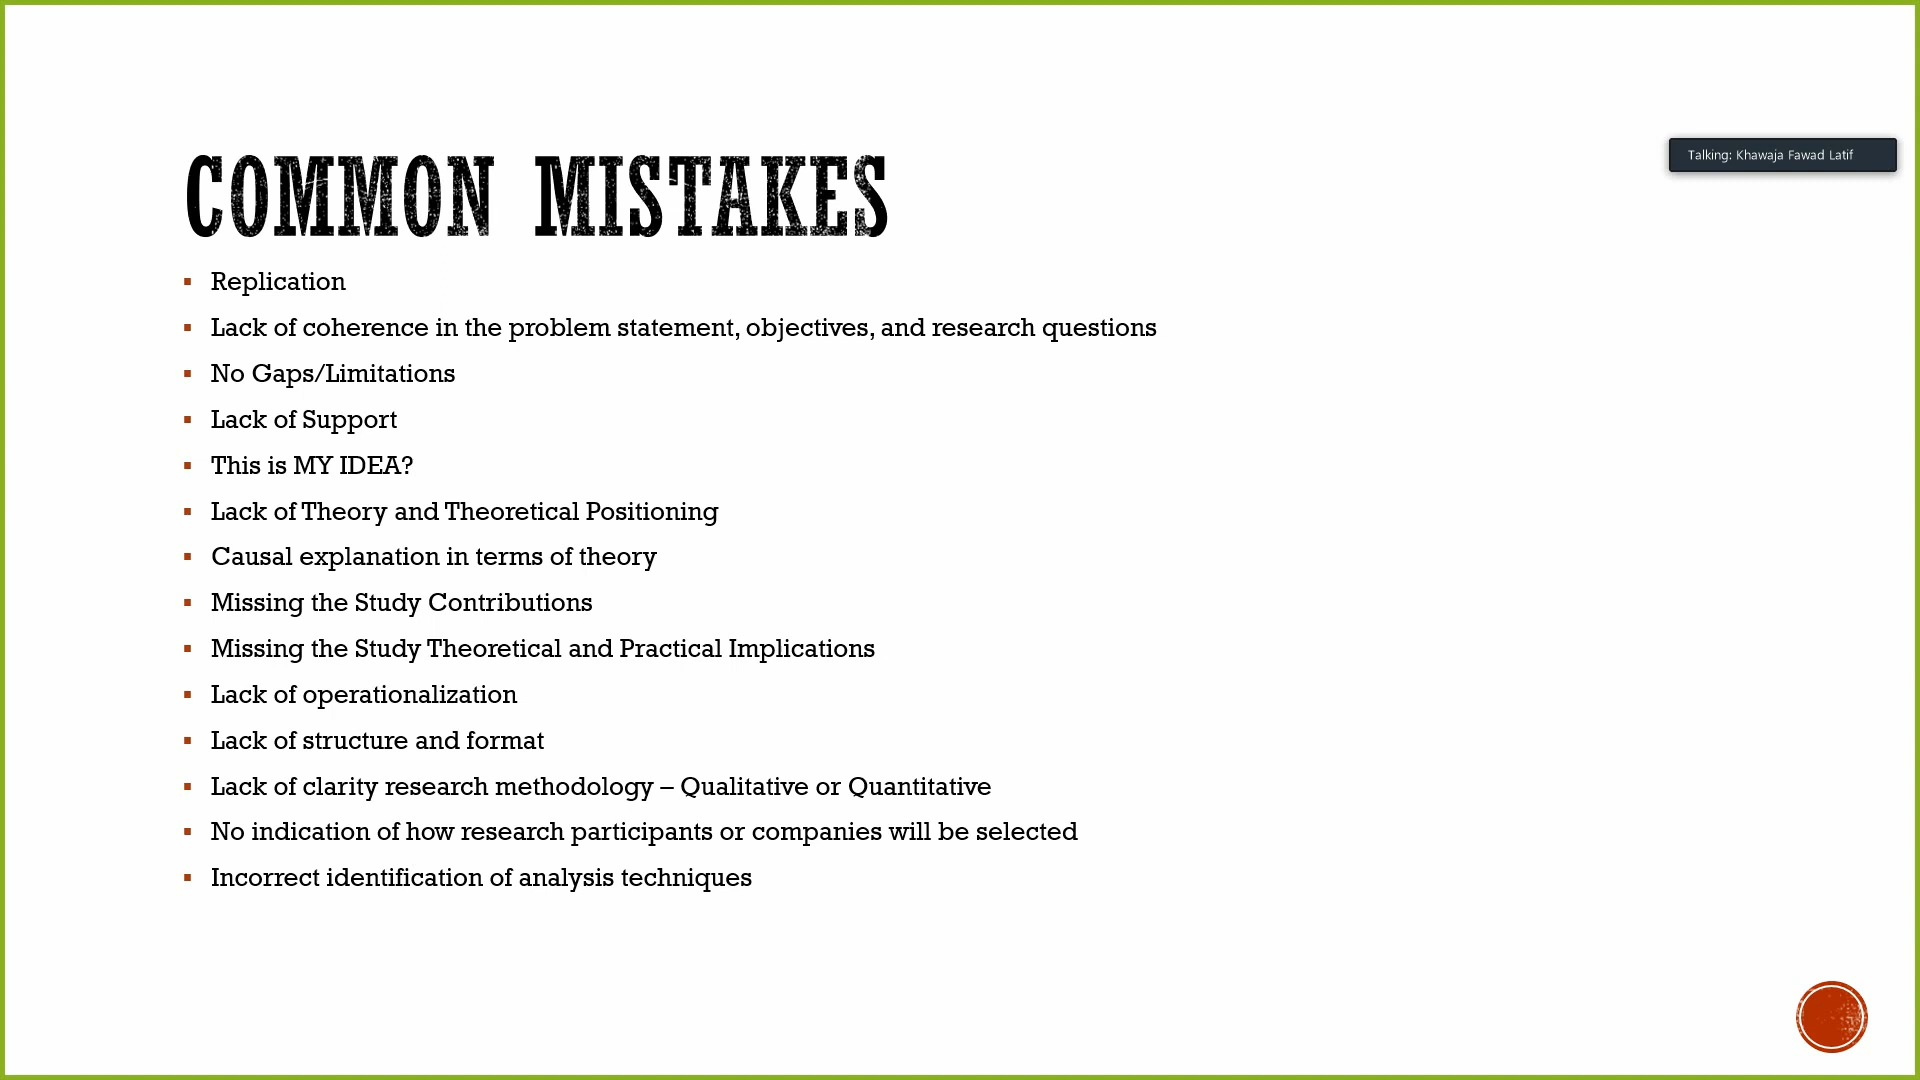 COMMON MISTAKES
Talking: Khawaja Fawad Latif
▪ Replication
▪ Lack of coherence in the problem statement, objectives, and research questions
▪ No Gaps/Limitations
▪ Lack of Support
▪ This is MY IDEA?
▪ Lack of Theory and Theoretical Positioning
▪ Causal explanation in terms of theory
▪ Missing the Study Contributions
▪ Missing the Study Theoretical and Practical Implications
▪ Lack of operationalization
▪ Lack of structure and format
▪ Lack of clarity research methodology – Qualitative or Quantitative
▪ No indication of how research participants or companies will be selected
▪ Incorrect identification of analysis techniques